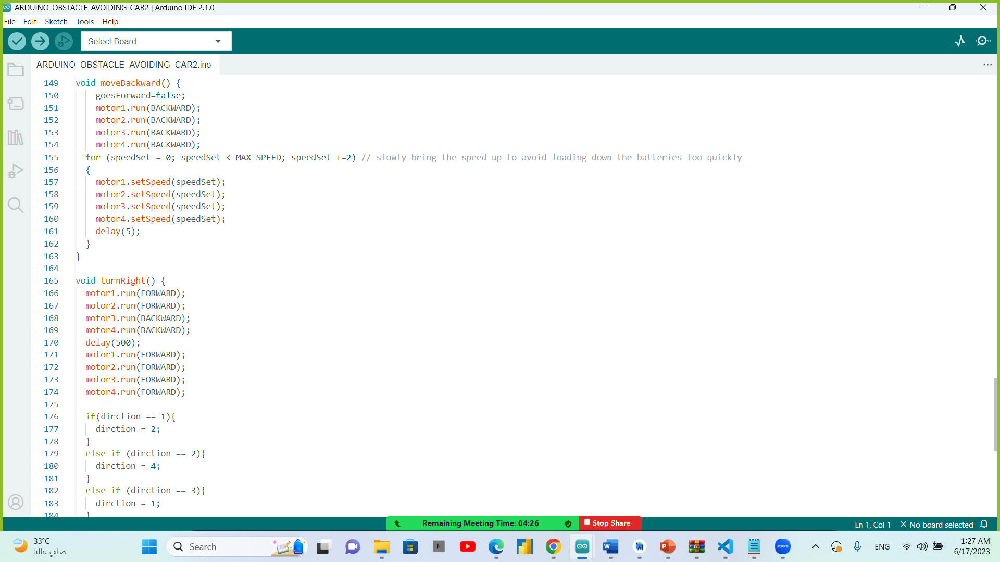 ARDUINO_OBSTACLE_AVOIDING_CAR2 | Arduino IDE 2.1.0
File Edit Sketch Tools Help
Select Board
ARDUINO_OBSTACLE_AVOIDING_CAR2.ino
149 void moveBackward() {
150 goesForward=false;
151 motor1.run(BACKWARD);
152 motor2.run(BACKWARD);
153 motor3.run(BACKWARD);
154 motor4.run(BACKWARD);
155 for (speedSet = 0; speedSet < MAX_SPEED; speedSet +=2) // slowly bring the speed up to avoid loading down the batteries too quickly
156 {
157 motor1.setSpeed(speedSet);
158 motor2.setSpeed(speedSet);
159 motor3.setSpeed(speedSet);
160 motor4.setSpeed(speedSet);
161 delay(5);
162 }
163 }
164
165 void turnRight() {
166 motor1.run(FORWARD);
167 motor2.run(FORWARD);
168 motor3.run(BACKWARD);
169 motor4.run(BACKWARD);
170 delay(500);
171 motor1.run(FORWARD);
172 motor2.run(FORWARD);
173 motor3.run(FORWARD);
174 motor4.run(FORWARD);
175
176 if(dirction == 1){
177 dirction = 2;
178 }
179 else if (dirction == 2){
180 dirction = 4;
181 }
182 else if (dirction == 3){
183 dirction = 1;
184 }
Remaining Meeting Time: 04:26 Stop Share
Ln 1, Col 1 No board selected
33°C
صافٍ غالبًا
Search
zoom
ENG
1:27 AM
6/17/2023